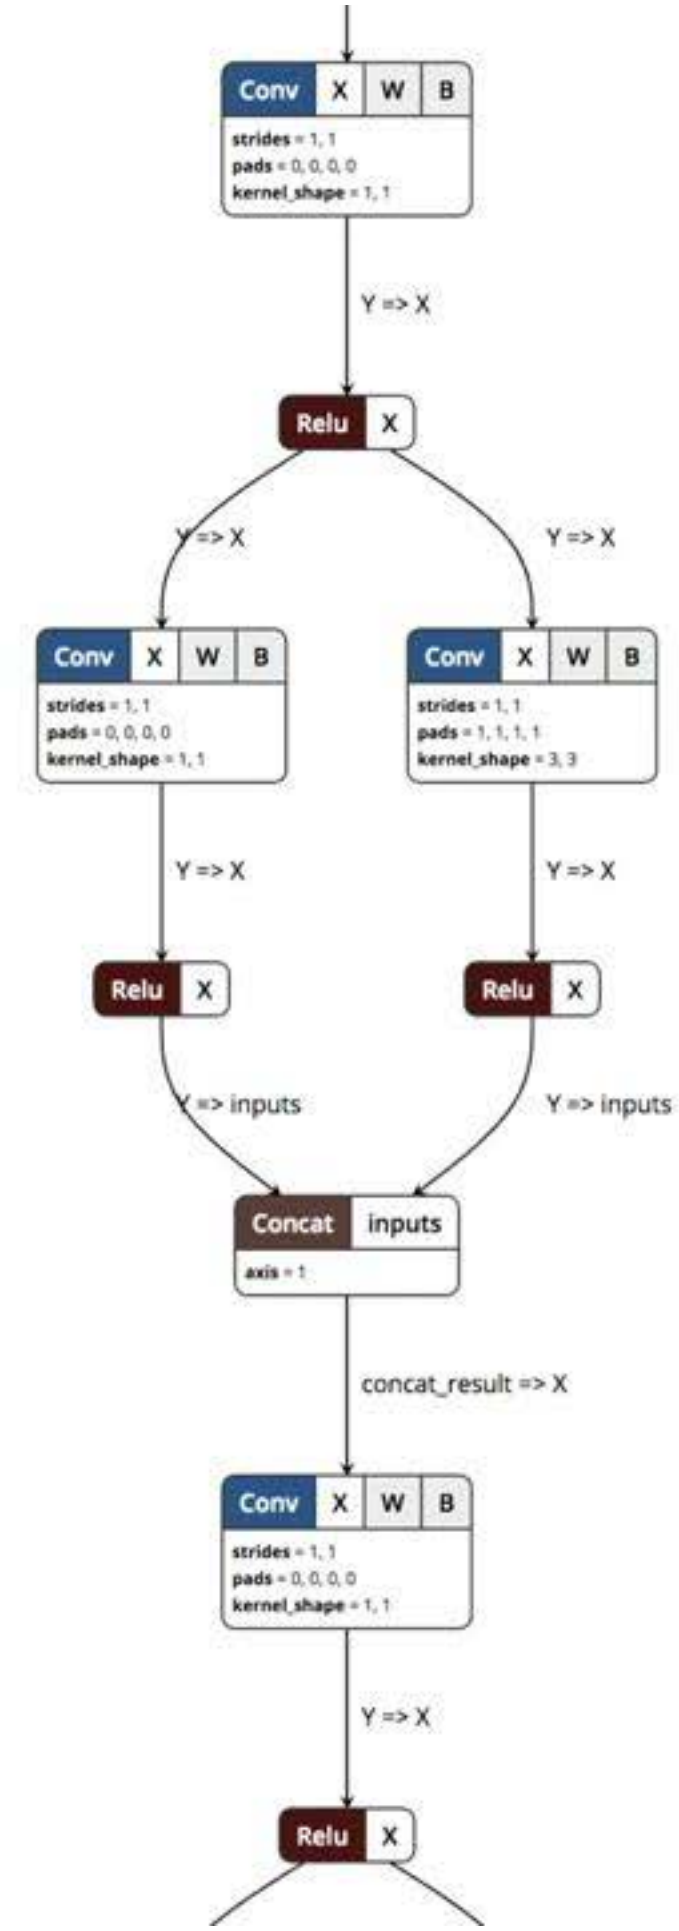 Conv X W B
strides = 1, 1
pads = 0, 0, 0, 0
kernel_shape = 1, 1
Y => X
Relu X
Y => X
Y => X
Conv X W B
strides = 1, 1
pads = 0, 0, 0, 0
kernel_shape = 1, 1
Conv X W B
strides = 1, 1
pads = 1, 1, 1, 1
kernel_shape = 3, 3
Y => X
Y => X
Relu X
Relu X
Y => inputs
Y => inputs
Concat inputs
axis = 1
concat_result => X
Conv X W B
strides = 1, 1
pads = 0, 0, 0, 0
kernel_shape = 1, 1
Y => X
Relu X